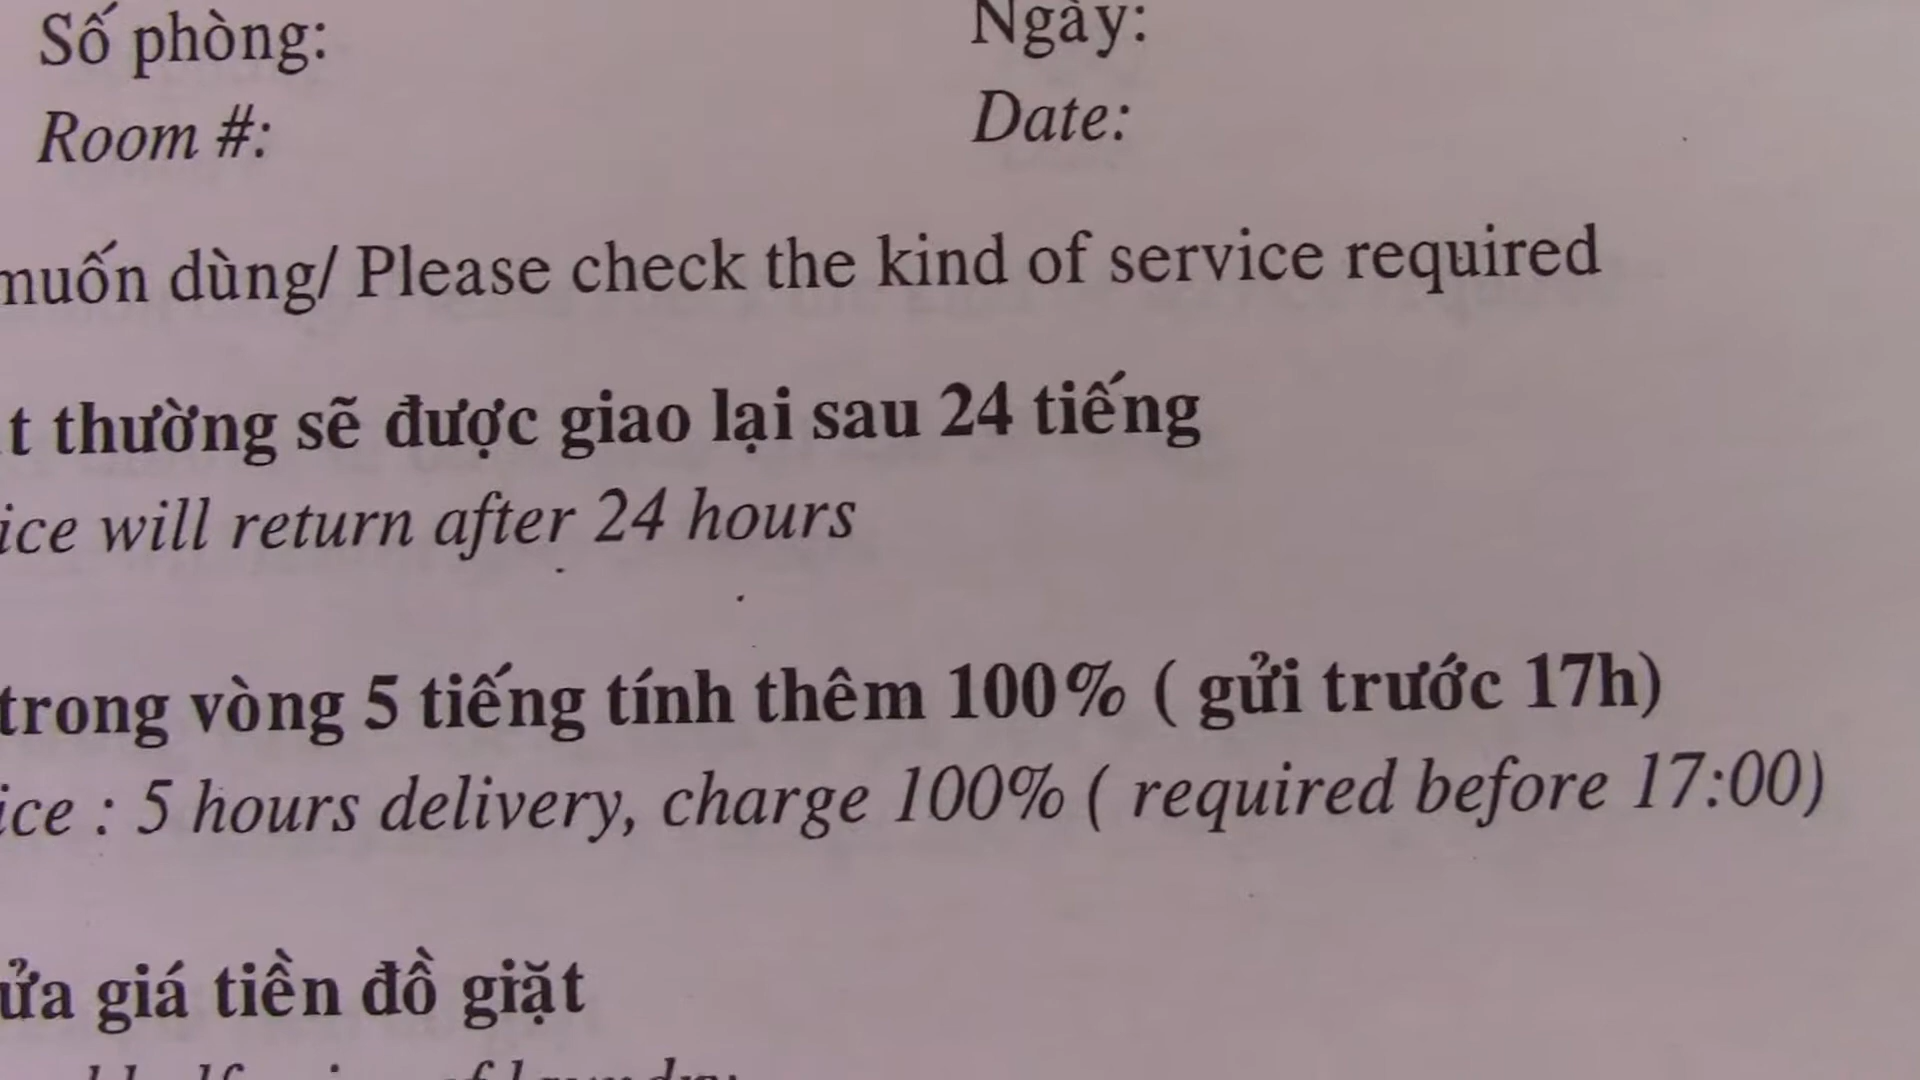 Số phòng:
Ngày:
Room #:
Date:
muốn dùng/ Please check the kind of service required
t thường sẽ được giao lại sau 24 tiếng
ice will return after 24 hours
trong vòng 5 tiếng tính thêm 100% ( gửi trước 17h)
ice : 5 hours delivery, charge 100% ( required before 17:00)
ửa giá tiền đồ giặt